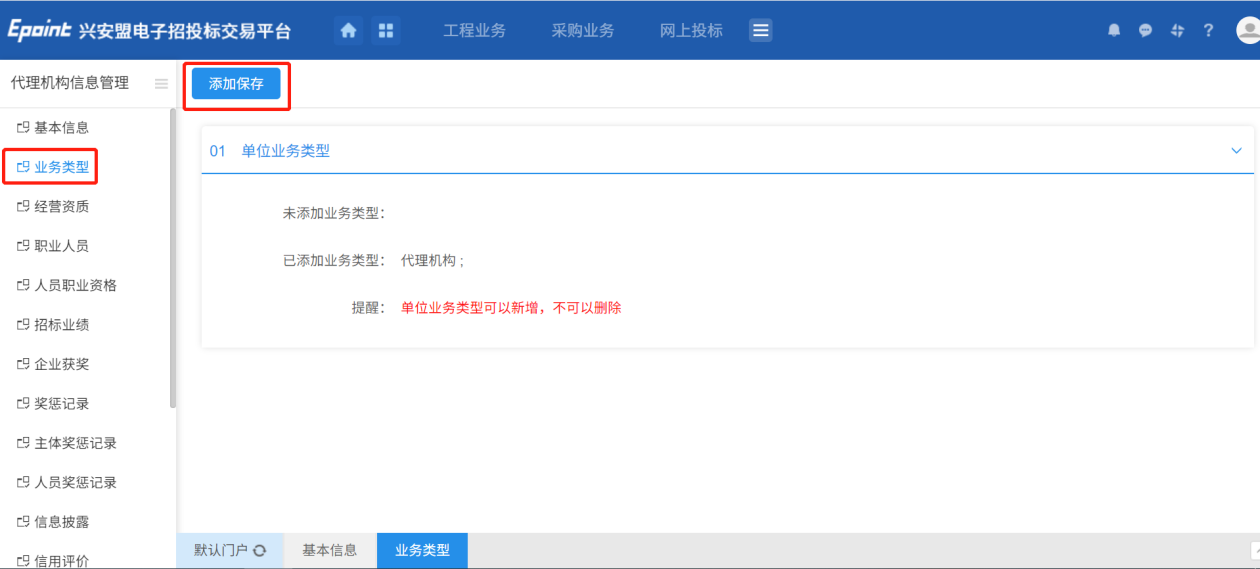 Epoint 兴安盟电子招投标交易平台 工程业务 采购业务 网上投标 ?
代理机构信息管理
添加保存
基本信息
业务类型
经营资质
职业人员
人员职业资格
招标业绩
企业获奖
奖惩记录
主体奖惩记录
人员奖惩记录
信息披露
信用评价
01 单位业务类型
未添加业务类型：
已添加业务类型： 代理机构；
提醒： 单位业务类型可以新增，不可以删除
默认门户 基本信息 业务类型